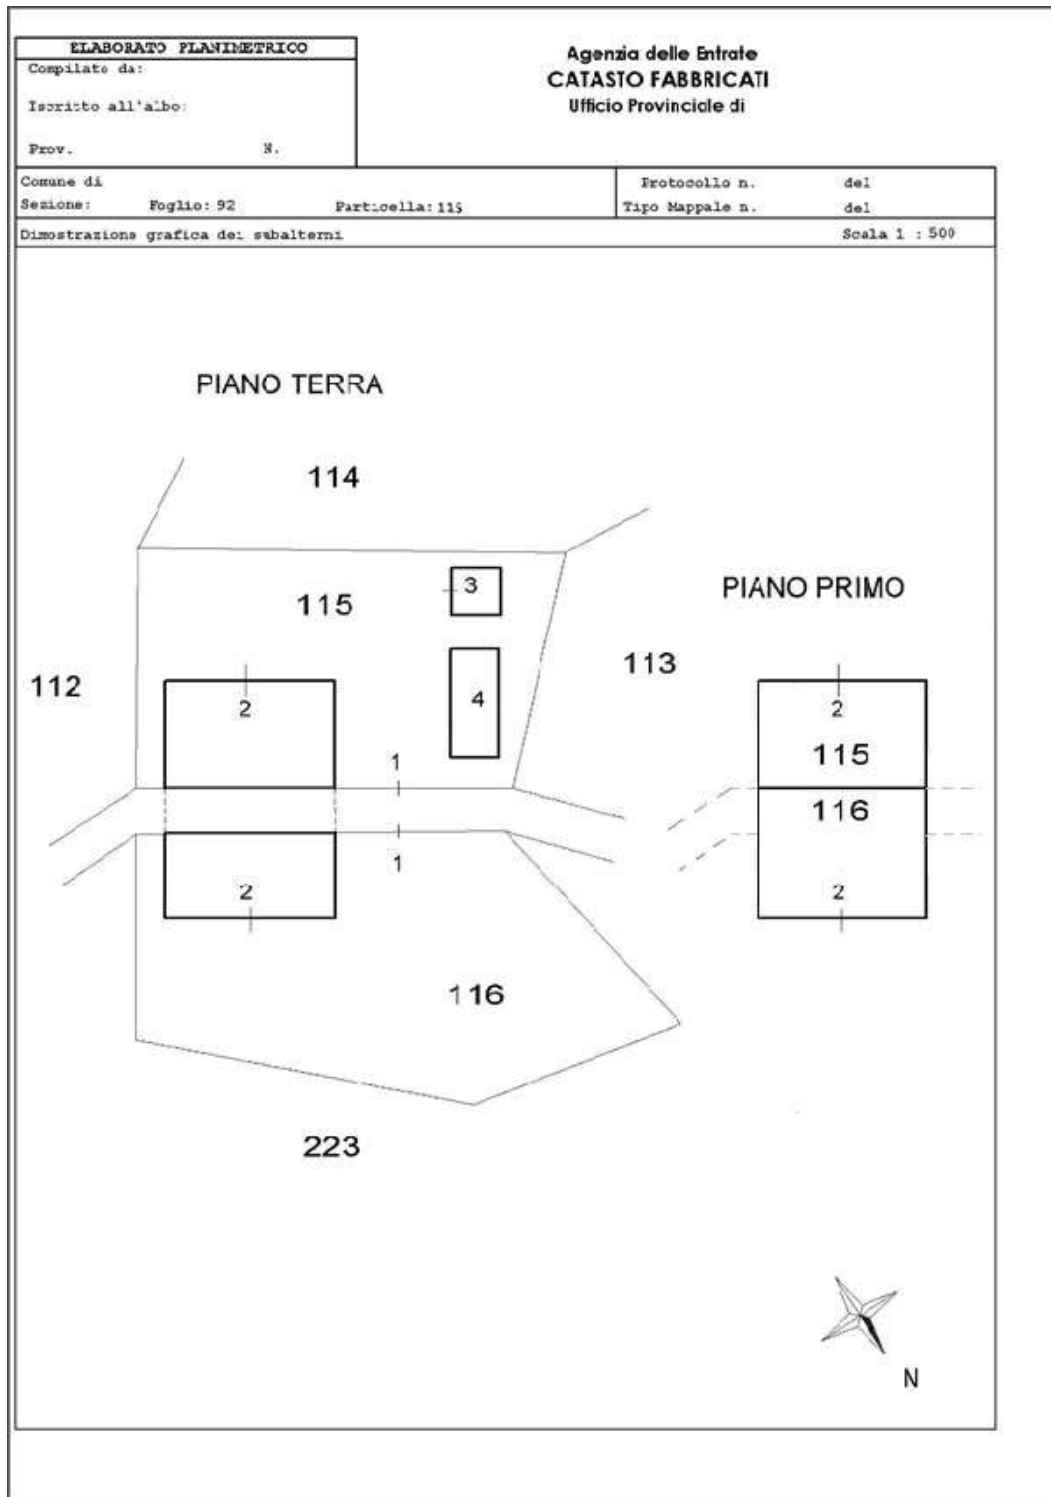 ELABORATO PLANIMETRICO
Compilato da:
Iscritto all'albo:
Prov. N.
Agenzia delle Entrate
CATASTO FABBRICATI
Ufficio Provinciale di
Comune di
Sezione: Foglio: 92 Particella: 115
Protocollo n. del
Tipo Mappale n. del
Dimostrazione grafica dei subalterni
Scala 1 : 500
PIANO TERRA
114
3
115
PIANO PRIMO
112
113
2
4
2
1
115
116
1
2
2
116
223
N